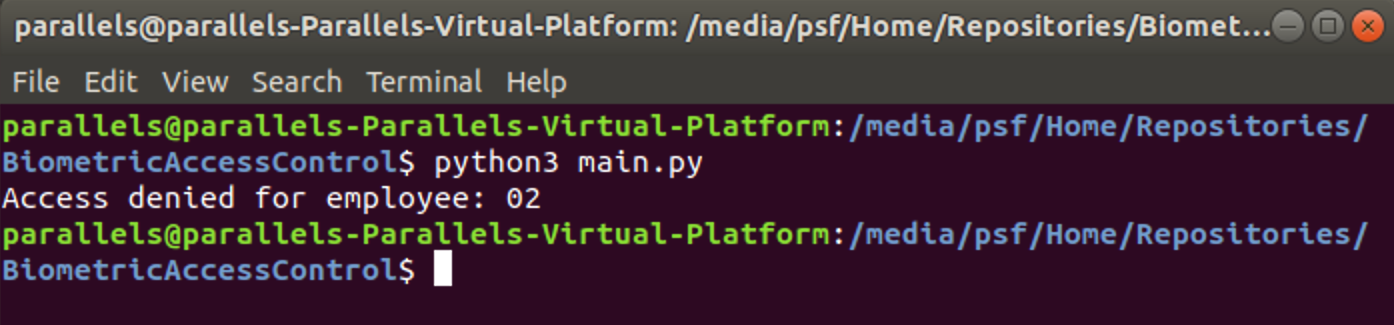 parallels@parallels-Parallels-Virtual-Platform: /media/psf/Home/Repositories/Biomet...
File Edit View Search Terminal Help
parallels@parallels-Parallels-Virtual-Platform:/media/psf/Home/Repositories/
BiometricAccessControl$ python3 main.py
Access denied for employee: 02
parallels@parallels-Parallels-Virtual-Platform:/media/psf/Home/Repositories/
BiometricAccessControl$